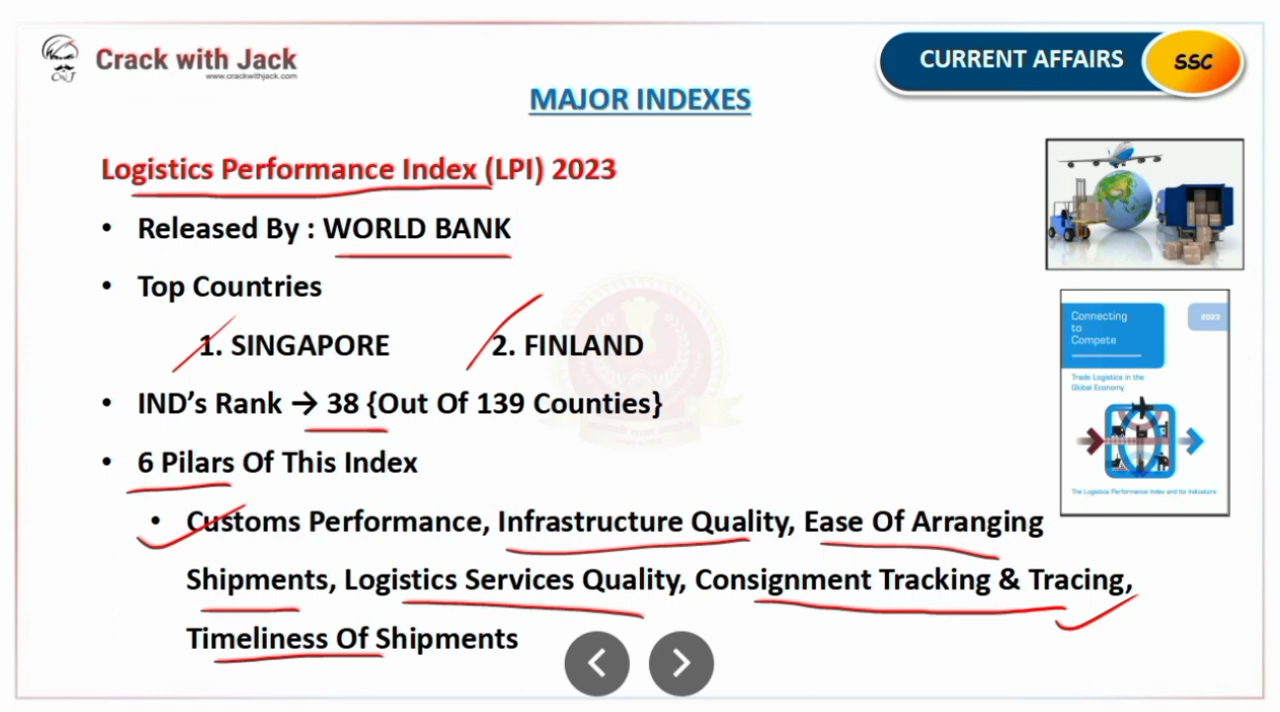 Crack with Jack
www.crackwithjack.com
CURRENT AFFAIRS
SSC
MAJOR INDEXES
Logistics Performance Index (LPI) 2023
• Released By : WORLD BANK
• Top Countries
1. SINGAPORE 2. FINLAND
• IND’s Rank → 38 {Out Of 139 Counties}
• 6 Pilars Of This Index
• Customs Performance, Infrastructure Quality, Ease Of Arranging
Shipments, Logistics Services Quality, Consignment Tracking & Tracing,
Timeliness Of Shipments
Connecting
to
Compete
2023
Trade Logistics in the
Global Economy
The Logistics Performance Index and Its Indicators